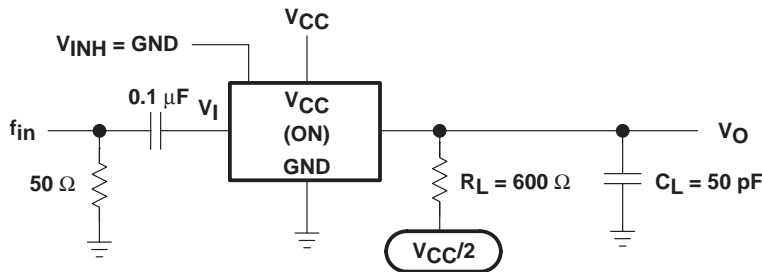 VCC
VINH = GND
0.1 μF
VI
VCC
(ON)
GND
fin
VO
50 Ω
RL = 600 Ω
CL = 50 pF
VCC/2